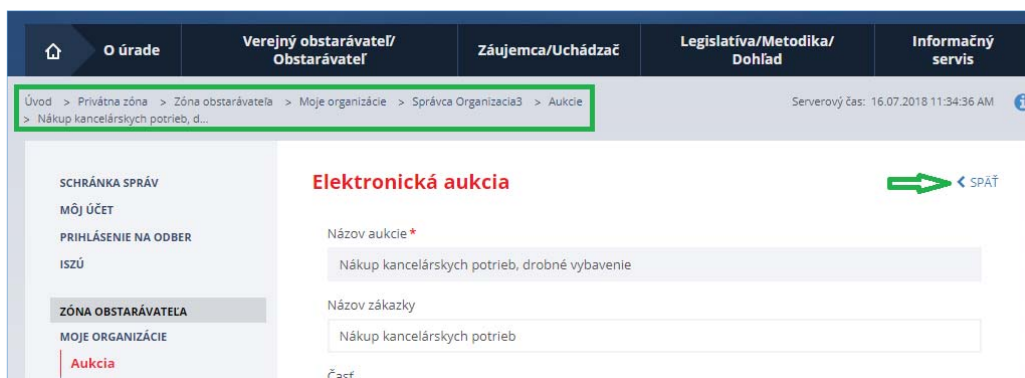 O úrade
Verejný obstarávateľ/
Obstarávateľ
Záujemca/Uchádzač
Legislatíva/Metodika/
Dohľad
Informačný
servis
Úvod > Privátna zóna > Zóna obstarávateľa > Moje organizácie > Správca Organizacia3 > Aukcie
> Nákup kancelárskych potrieb, d...
Serverový čas: 16.07.2018 11:34:36 AM
SCHRÁNKA SPRÁV
MÔJ ÚČET
PRIHLÁSENIE NA ODBER
ISZÚ
ZÓNA OBSTARÁVATEĽA
MOJE ORGANIZÁCIE
Aukcia
Elektronická aukcia
SPÄŤ
Názov aukcie *
Nákup kancelárskych potrieb, drobné vybavenie
Názov zákazky
Nákup kancelárskych potrieb
Časť